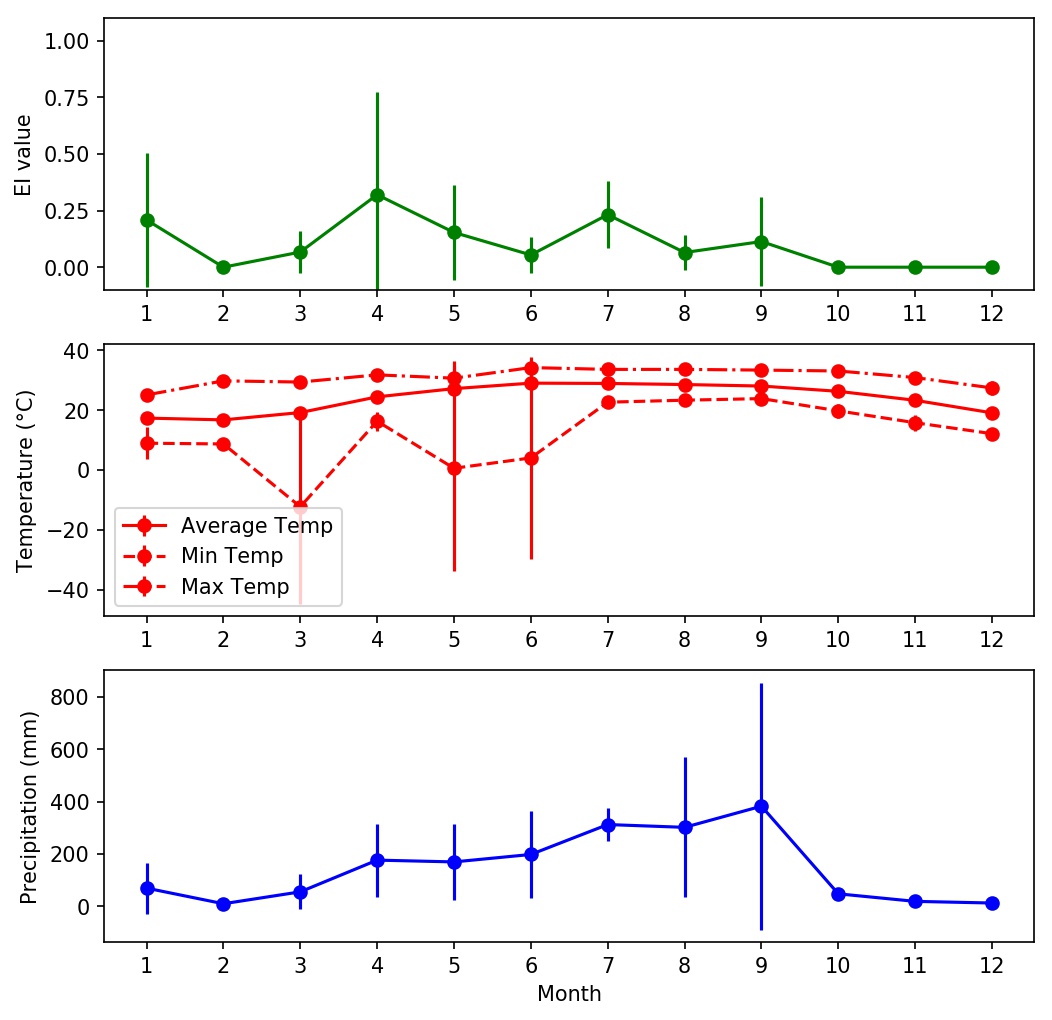 EI value
1.00
0.75
0.50
0.25
0.00
1 2 3 4 5 6 7 8 9 10 11 12
Temperature (°C)
40
20
0
−20
−40
Average Temp
Min Temp
Max Temp
1 2 3 4 5 6 7 8 9 10 11 12
Precipitation (mm)
800
600
400
200
0
1 2 3 4 5 6 7 8 9 10 11 12
Month